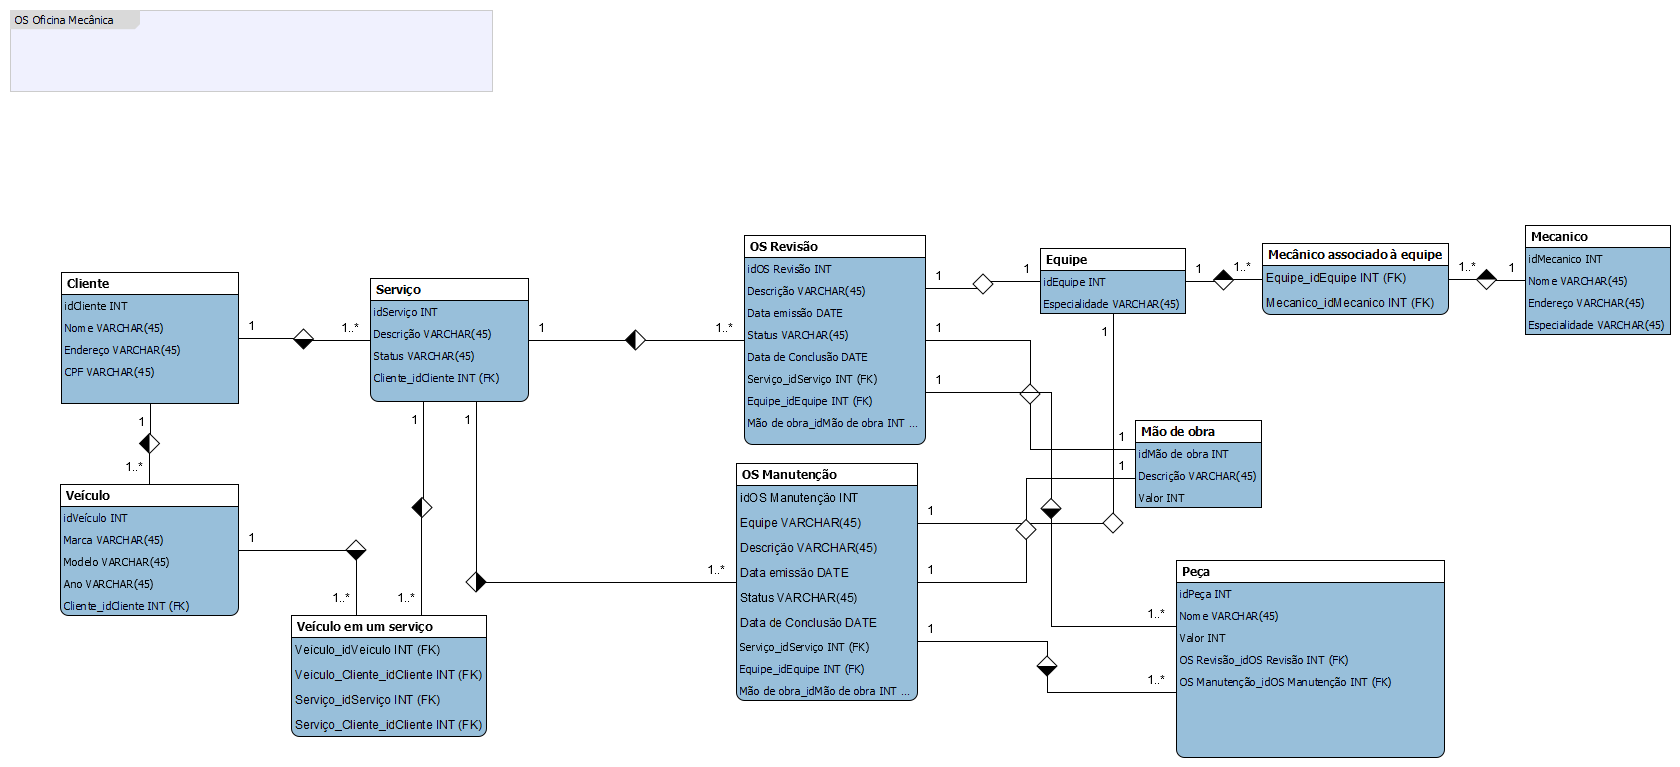 OS Oficina Mecânica
Cliente
idCliente INT
Nome VARCHAR(45)
Endereço VARCHAR(45)
CPF VARCHAR(45)
1
1..*
1
1..*
Veículo
idVeículo INT
Marca VARCHAR(45)
Modelo VARCHAR(45)
Ano VARCHAR(45)
Cliente_idCliente INT (FK)
1
1..*
Serviço
idServiço INT
Descrição VARCHAR(45)
Status VARCHAR(45)
Cliente_idCliente INT (FK)
1
1..*
1
1..*
1
1..*
Veículo em um serviço
Veiculo_idVeiculo INT (FK)
Veiculo_Cliente_idCliente INT (FK)
Serviço_idServiço INT (FK)
Serviço_Cliente_idCliente INT (FK)
OS Revisão
idOS Revisão INT
Descrição VARCHAR(45)
Data emissão DATE
Status VARCHAR(45)
Data de Conclusão DATE
Serviço_idServiço INT (FK)
Equipe_idEquipe INT (FK)
Mão de obra_idMão de obra INT ...
1
1
1
1
OS Manutenção
idOS Manutenção INT
Equipe VARCHAR(45)
Descrição VARCHAR(45)
Data emissão DATE
Status VARCHAR(45)
Data de Conclusão DATE
Serviço_idServiço INT (FK)
Equipe_idEquipe INT (FK)
Mão de obra_idMão de obra INT ...
1
1
1
Equipe
idEquipe INT
Especialidade VARCHAR(45)
1
1
1..*
Mecânico associado à equipe
Equipe_idEquipe INT (FK)
Mecanico_idMecanico INT (FK)
1..*
1
Mecanico
idMecanico INT
Nome VARCHAR(45)
Endereço VARCHAR(45)
Especialidade VARCHAR(45)
1
1
Mão de obra
idMão de obra INT
Descrição VARCHAR(45)
Valor INT
1..*
1..*
Peça
idPeça INT
Nome VARCHAR(45)
Valor INT
OS Revisão_idOS Revisão INT (FK)
OS Manutenção_idOS Manutenção INT (FK)